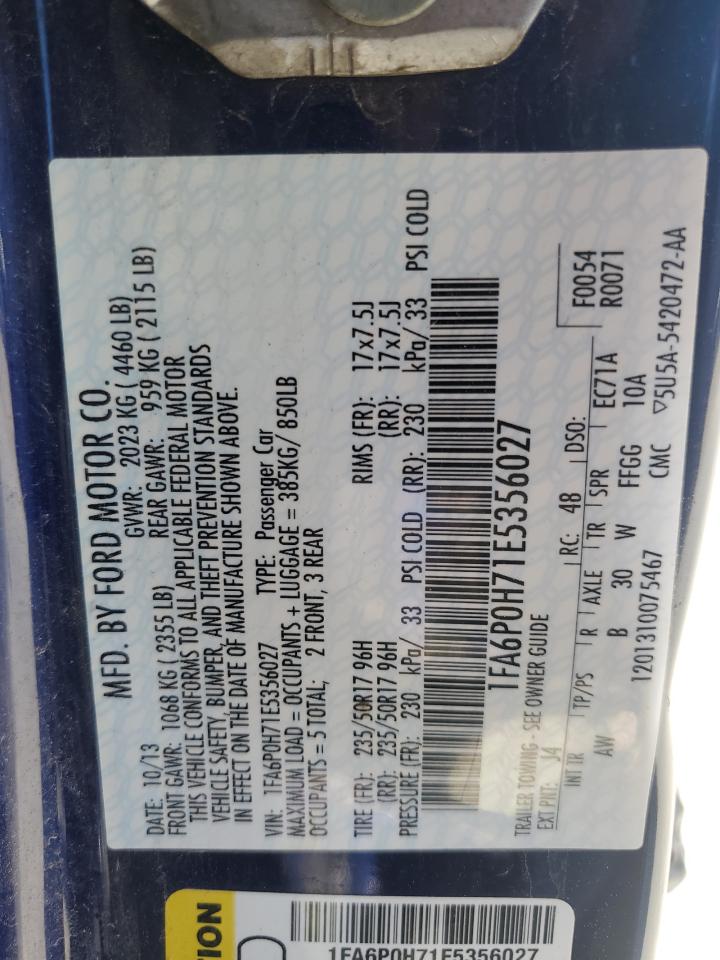 MFD. BY FORD MOTOR CO.
DATE: 10/13 GVWR: 2023 KG ( 4460 LB)
FRONT GAWR: 1068 KG ( 2355 LB) REAR GAWR: 959 KG ( 2115 LB)
THIS VEHICLE CONFORMS TO ALL APPLICABLE FEDERAL MOTOR
VEHICLE SAFETY, BUMPER, AND THEFT PREVENTION STANDARDS
IN EFFECT ON THE DATE OF MANUFACTURE SHOWN ABOVE.
VIN: 1FA6P0H71E5356027 TYPE: Passenger Car
MAXIMUM LOAD = OCCUPANTS + LUGGAGE = 385KG/ 850LB
OCCUPANTS = 5 TOTAL; 2 FRONT, 3 REAR
TIRE (FR): 235/50R17 96H RIMS (FR): 17x7.5J
(RR): 235/50R17 96H (RR): 17x7.5J
PRESSURE (FR): 230 kPa/ 33 PSI COLD (RR): 230 kPa/ 33 PSI COLD
1FA6P0H71E5356027
TRAILER TOWING - SEE OWNER GUIDE F0054
EXT PNT: J4 RC: 48 DSO: R0071
INT TR TP/PS R AXLE TR SPR EC71A
AW B 30 W FFGG 10A
1201310075467 CMC ▽5U5A-5420472-AA
1FA6P0H71E5356027